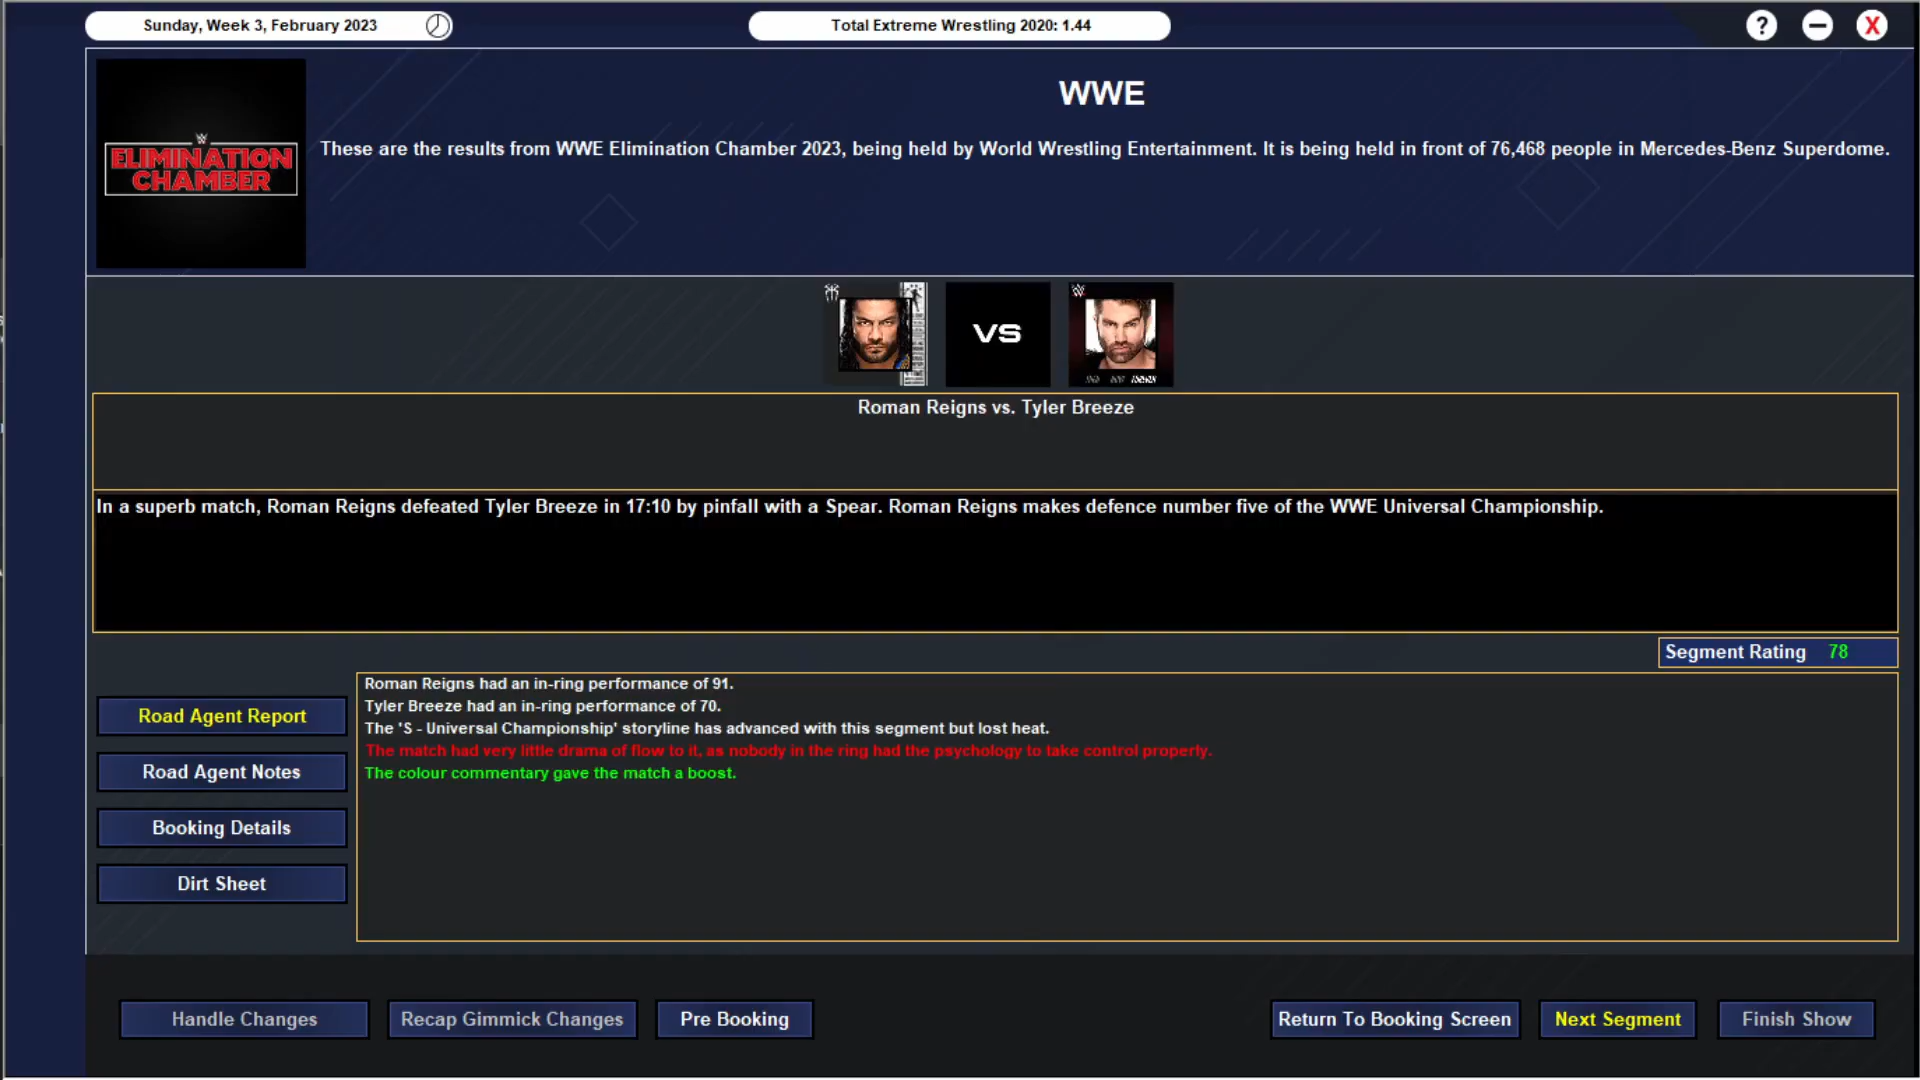 Sunday, Week 3, February 2023
Total Extreme Wrestling 2020: 1.44
?
X
WWE
ELIMINATION
CHAMBER
These are the results from WWE Elimination Chamber 2023, being held by World Wrestling Entertainment. It is being held in front of 76,468 people in Mercedes-Benz Superdome.
VS
Roman Reigns vs. Tyler Breeze
In a superb match, Roman Reigns defeated Tyler Breeze in 17:10 by pinfall with a Spear. Roman Reigns makes defence number five of the WWE Universal Championship.
Segment Rating 78
Road Agent Report
Road Agent Notes
Booking Details
Dirt Sheet
Roman Reigns had an in-ring performance of 91.
Tyler Breeze had an in-ring performance of 70.
The 'S - Universal Championship' storyline has advanced with this segment but lost heat.
The match had very little drama of flow to it, as nobody in the ring had the psychology to take control properly.
The colour commentary gave the match a boost.
Handle Changes
Recap Gimmick Changes
Pre Booking
Return To Booking Screen
Next Segment
Finish Show